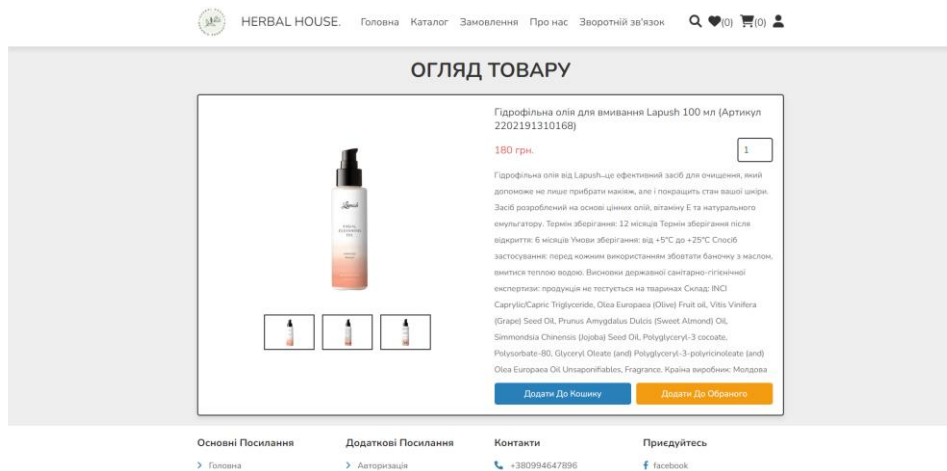 HERBAL HOUSE.
Головна Каталог Замовлення Про нас Зворотній зв'язок
(0) (0)
ОГЛЯД ТОВАРУ
Гідрофільна олія для вмивання Lapush 100 мл (Артикул
2202191310168)
180 грн.
1
Гідрофільна олія від Lapush-це ефективний засіб для очищення, який
допоможе не лише прибрати макіяж, але і покращить стан вашої шкіри.
Засіб розроблений на основі цінних олій, вітаміну Е та натурального
емульгатору. Термін зберігання: 12 місяців Термін зберігання після
відкриття: 6 місяців Умови зберігання: від +5°C до +25°C Спосіб
застосування: перед кожним використанням збовтати баночку з маслом,
вмитися теплою водою. Висновки державної санітарно-гігієнічної
експертизи: продукція не тестується на тваринах Склад: INCI
Caprylic/Capric Triglyceride, Olea Europaea (Olive) Fruit oil, Vitis Vinifera
(Grape) Seed Oil, Prunus Amygdalus Dulcis (Sweet Almond) Oil,
Simmondsia Chinensis (Jojoba) Seed Oil, Polyglyceryl-3 cocoate,
Polysorbate-80, Glyceryl Oleate (and) Polyglyceryl-3-polyricinoleate (and)
Olea Europaea Oil Unsaponifiables, Fragrance. Країна виробник: Молдова
Lapush
Додати До Кошику
Додати До Обраного
Основні Посилання Додаткові Посилання Контакти Приєдуйтесь
Головна Авторизація +380994647896 facebook